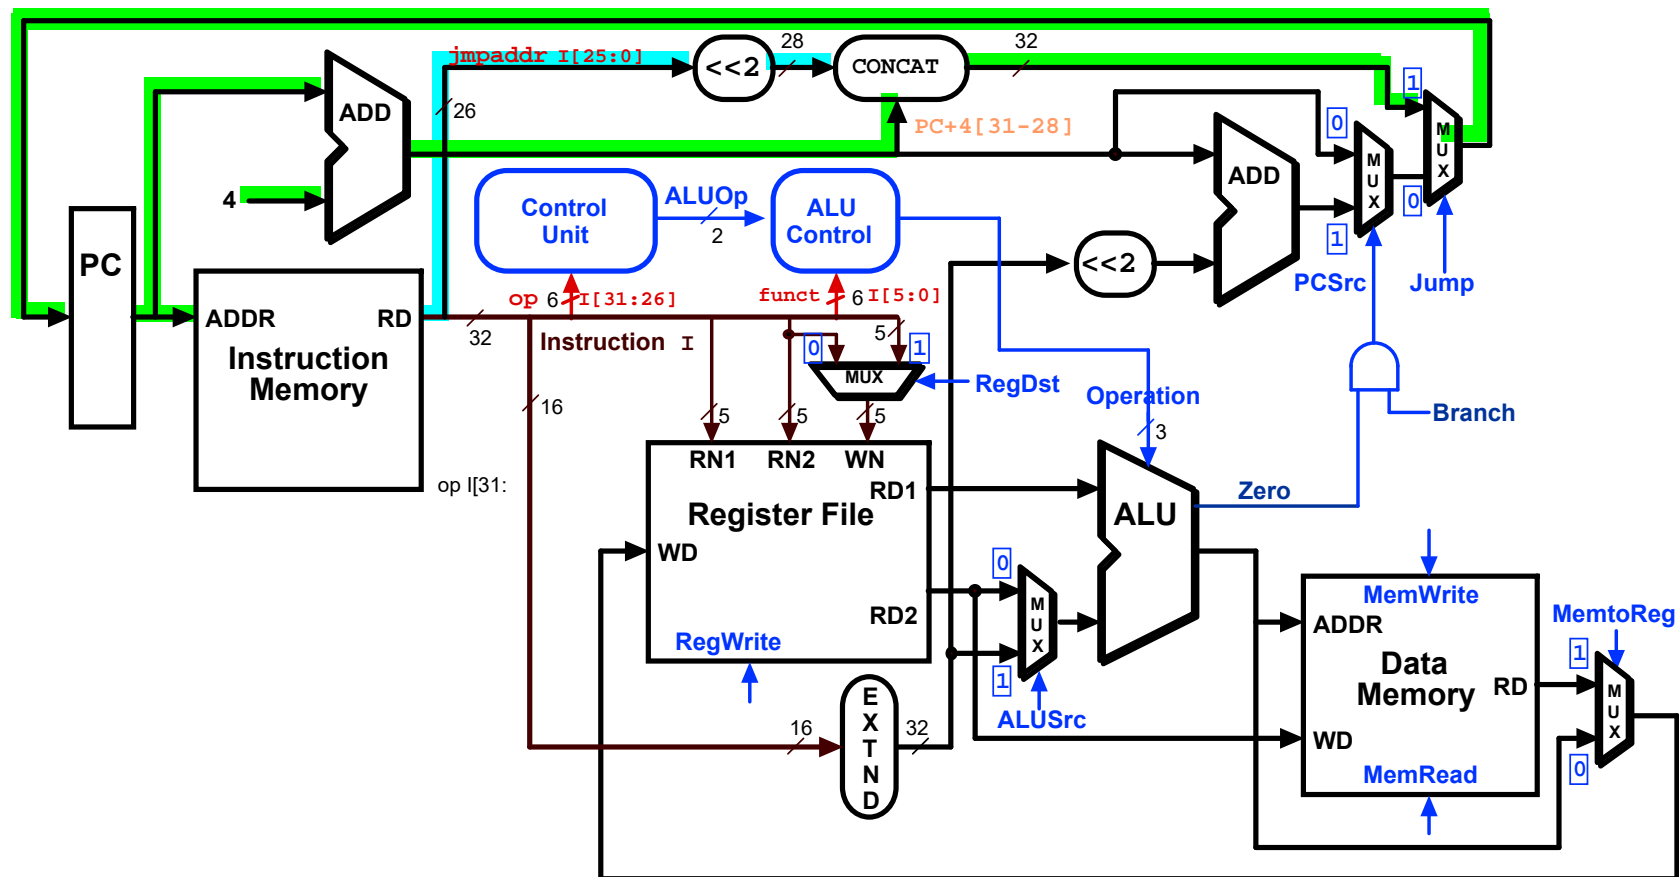 jmpaddr I[25:0]
28
32
<<2
CONCAT
1
26
ADD
PC+4[31-28]
0
M
U
X
M
U
X
4
Control
Unit
ALUOp
2
ALU
Control
ADD
0
1
PC
<<2
PCSrc
Jump
op 6 I[31:26]
funct 6 I[5:0]
ADDR
RD
32
Instruction
Memory
Instruction I
5
0
1
MUX
RegDst
Operation
16
5
5
5
3
Branch
RN1
RN2
WN
op I[31:
RD1
Register File
ALU
Zero
WD
0
M
U
X
MemWrite
RD2
ADDR
MemtoReg
RegWrite
1
Data
Memory
RD
1
M
U
X
ALUSrc
E
X
T
N
D
16
32
WD
MemRead
0